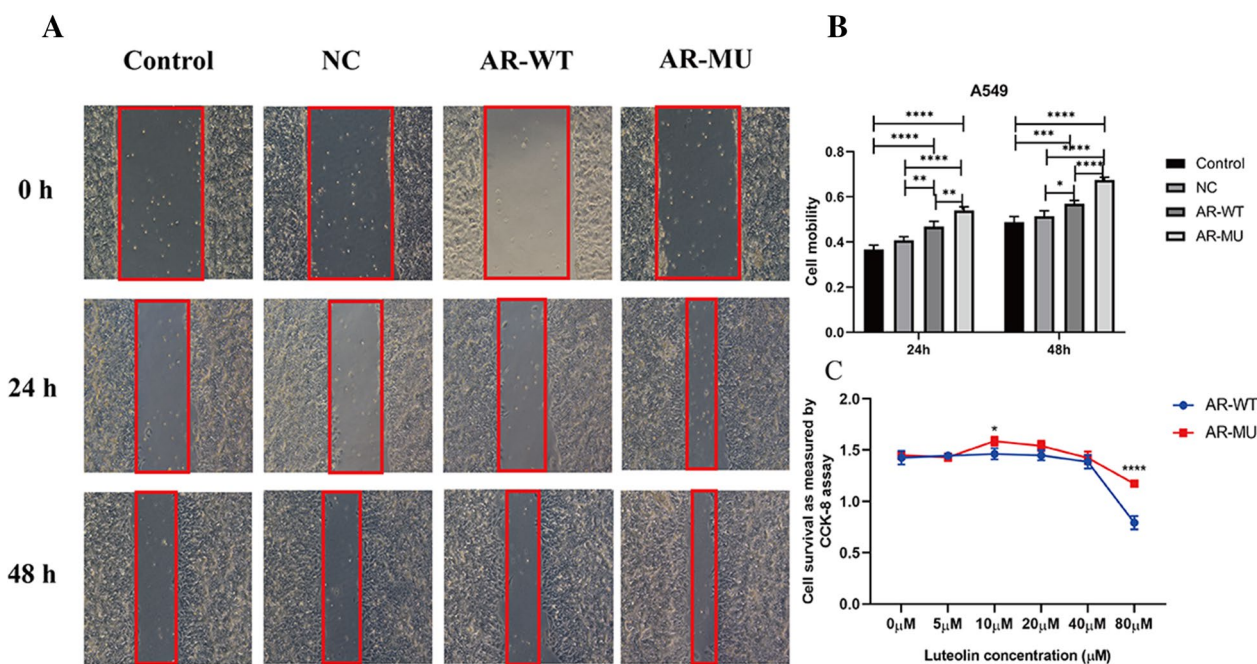 A
Control NC AR-WT AR-MU
0 h
24 h
48 h
B
A549
**** ****
**** *** ****
**** ****
** ** *
Cell mobility
0.8
0.6
0.4
0.2
0.0
24h 48h
Control
NC
AR-WT
AR-MU
C
Cell survival as measured by
CCK-8 assay
2.0
1.5
1.0
0.5
0.0
* ****
0μM 5μM 10μM 20μM 40μM 80μM
Luteolin concentration (μM)
AR-WT
AR-MU